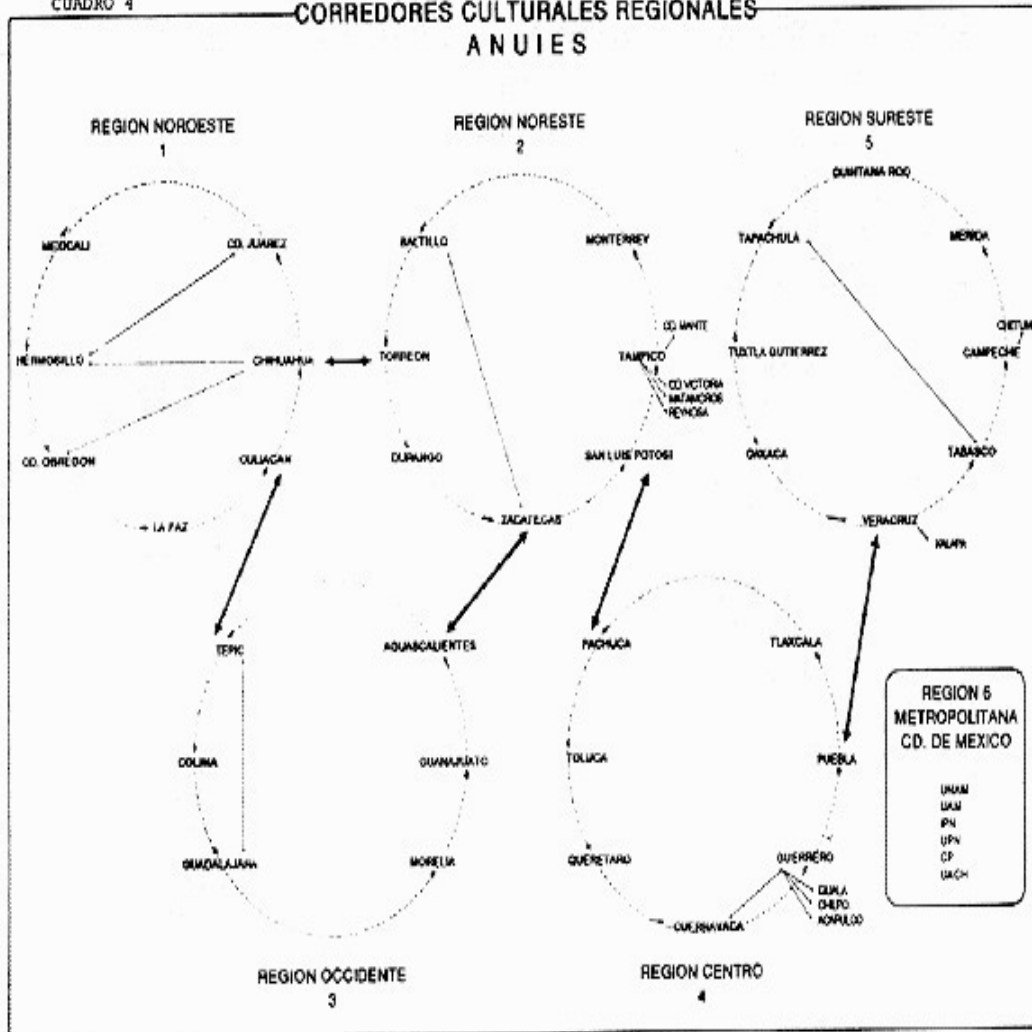 CUADRO 4
CORREDORES CULTURALES REGIONALES
ANUIES
REGION NOROESTE
1
MEXICALI
CD. JUAREZ
HERMOSILLO
CHIHUAHUA
CD. OBREGON
CULIACAN
LA PAZ
REGION NORESTE
2
SALTILLO
MONTERREY
CD. MANTE
TORREON
TAMPICO
CD VICTORIA
MATAMOROS
REYNOSA
DURANGO
SAN LUIS POTOSI
ZACATECAS
REGION SURESTE
5
QUINTANA ROO
TAPACHULA
MERIDA
CHETUM
TUXTLA GUTIERREZ
CAMPECHE
OAXACA
TABASCO
VERACRUZ
XALAPA
TEPIC
AGUASCALIENTES
COLIMA
GUANAJUATO
GUADALAJARA
MORELIA
REGION OCCIDENTE
3
PACHUCA
TLAXCALA
TOLUCA
PUEBLA
QUERETARO
GUERRERO
IGUALA
CHILPO
ACAPULCO
CUERNAVACA
REGION CENTRO
4
REGION 6
METROPOLITANA
CD. DE MEXICO
UNAM
UAM
IPN
UPN
CP
UACH